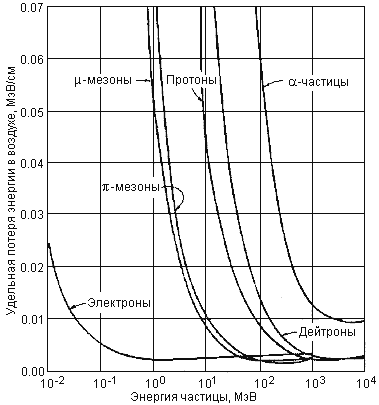 Удельная потеря энергии в воздухе, МэВ/см
0.07
0.06
0.05
0.04
0.03
0.02
0.01
0.00
μ-мезоны
Протоны
α-частицы
π-мезоны
Электроны
Дейтроны
10-2 10-1 100 101 102 103 104
Энергия частицы, МэВ